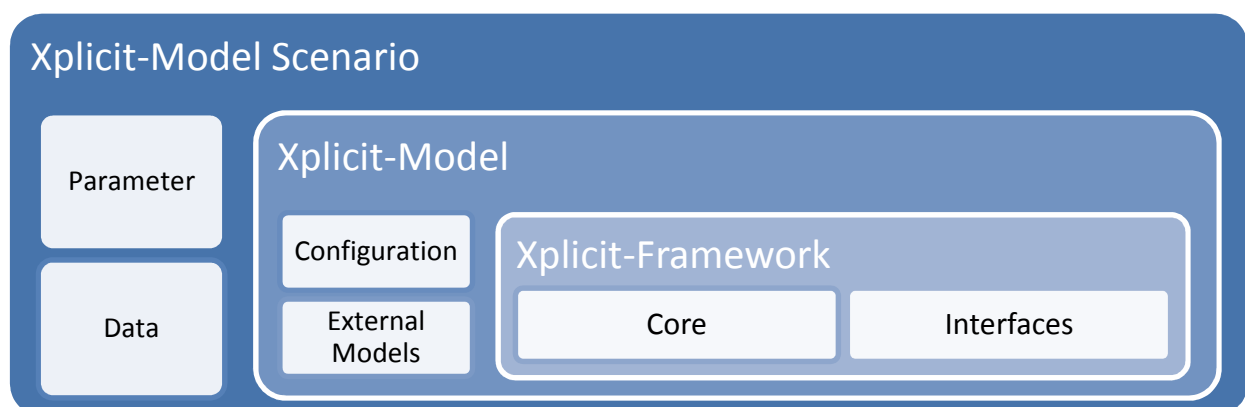 Xplicit-Model Scenario
Parameter
Data
Xplicit-Model
Configuration
External
Models
Xplicit-Framework
Core
Interfaces